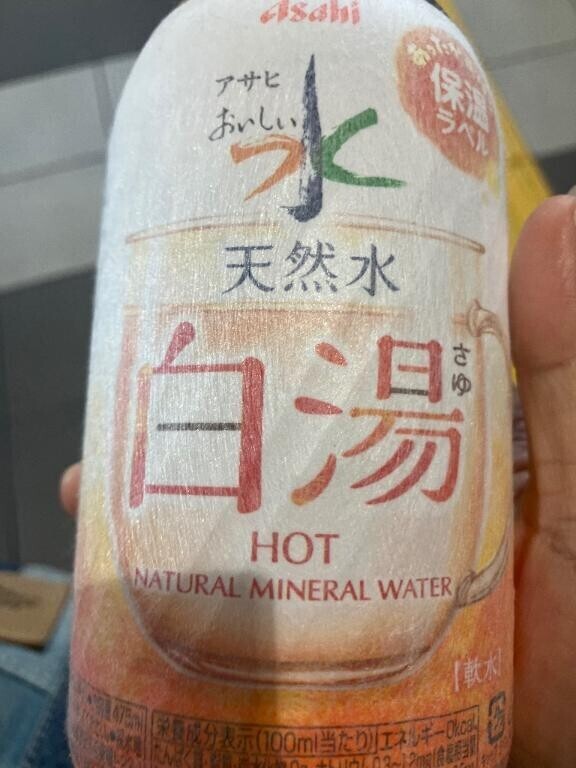 Asahi
アサヒ
おいしい水
保温
ラベル
天然水
白湯
さゆ
HOT
NATURAL MINERAL WATER
【軟水】
475ml
栄養成分表示(100ml当たり) エネルギー0kcal